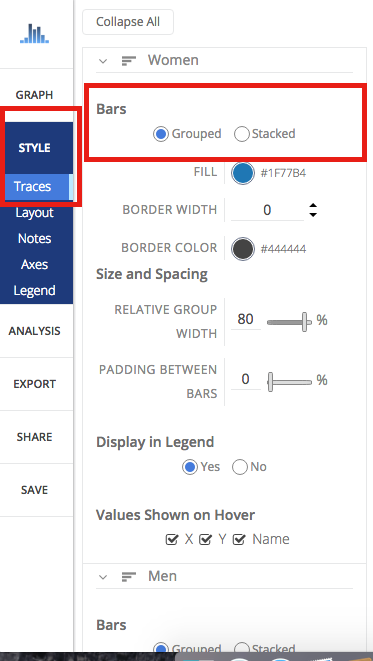 Collapse All
Women
GRAPH
Bars
Grouped Stacked
STYLE
FILL #1F77B4
Traces
BORDER WIDTH 0
Layout
Notes
BORDER COLOR #444444
Axes
Size and Spacing
Legend
RELATIVE GROUP
WIDTH
80 %
ANALYSIS
PADDING BETWEEN
BARS
0 %
EXPORT
Display in Legend
SHARE
Yes No
SAVE
Values Shown on Hover
X Y Name
Men
Bars
Grouped Stacked